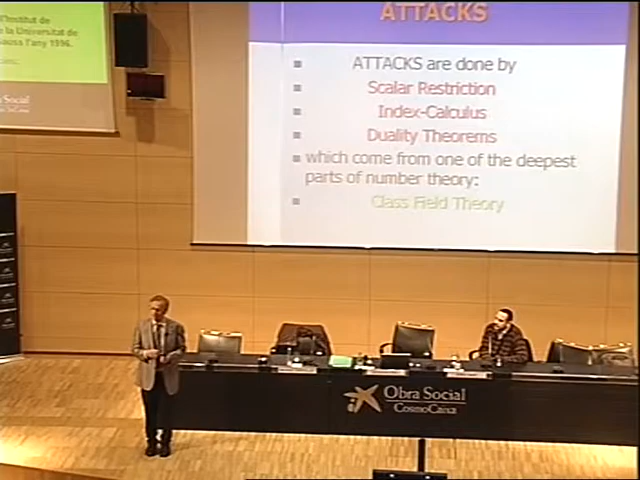 l'Institut de
la Universitat de
Gauss l'any 1996.
Social
ATTACKS
ATTACKS are done by
Scalar Restriction
Index-Calculus
Duality Theorems
which come from one of the deepest
parts of number theory:
Class Field Theory
Obra Social
CosmoCaixa